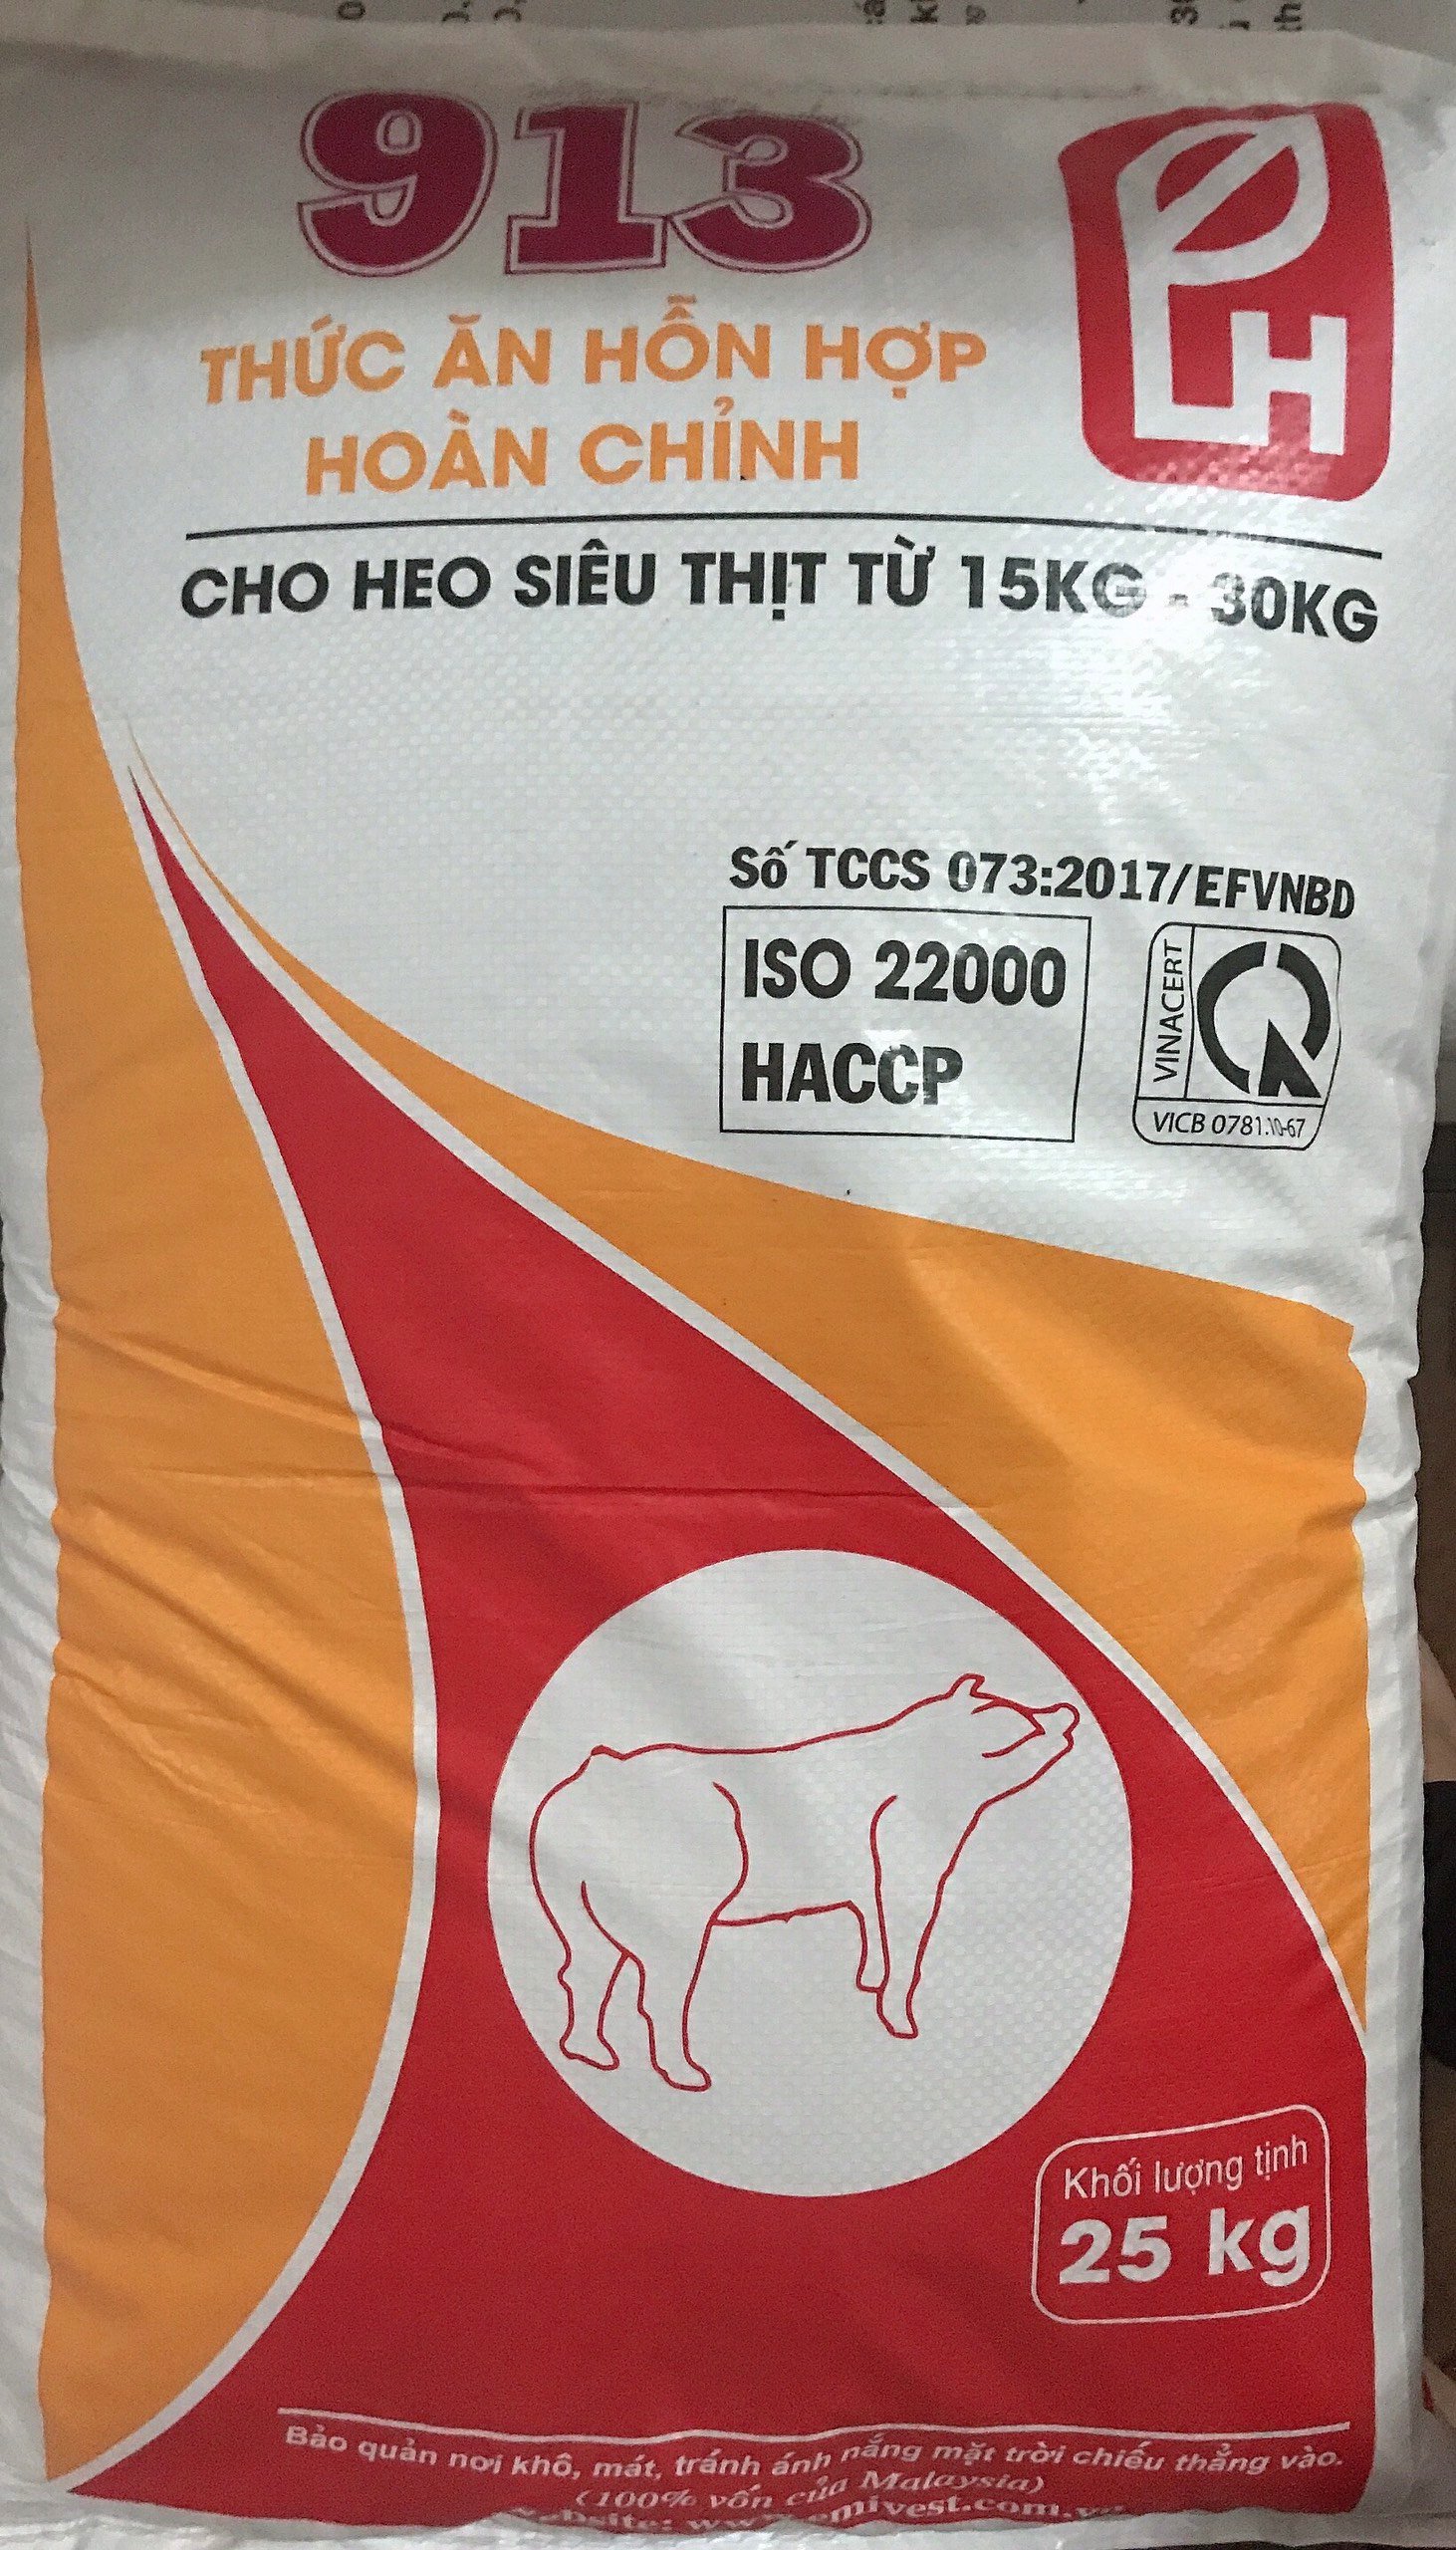 913
PLH
THỨC ĂN HỖN HỢP
HOÀN CHỈNH
CHO HEO SIÊU THỊT TỪ 15KG - 30KG
Số TCCS 073:2017/EFVNBD
ISO 22000
HACCP
VINACERT
VICB 0781.10-67
Khối lượng tịnh
25 kg
Bảo quản nơi khô, mát, tránh ánh nắng mặt trời chiếu thẳng vào.
(100% vốn của Malaysia)